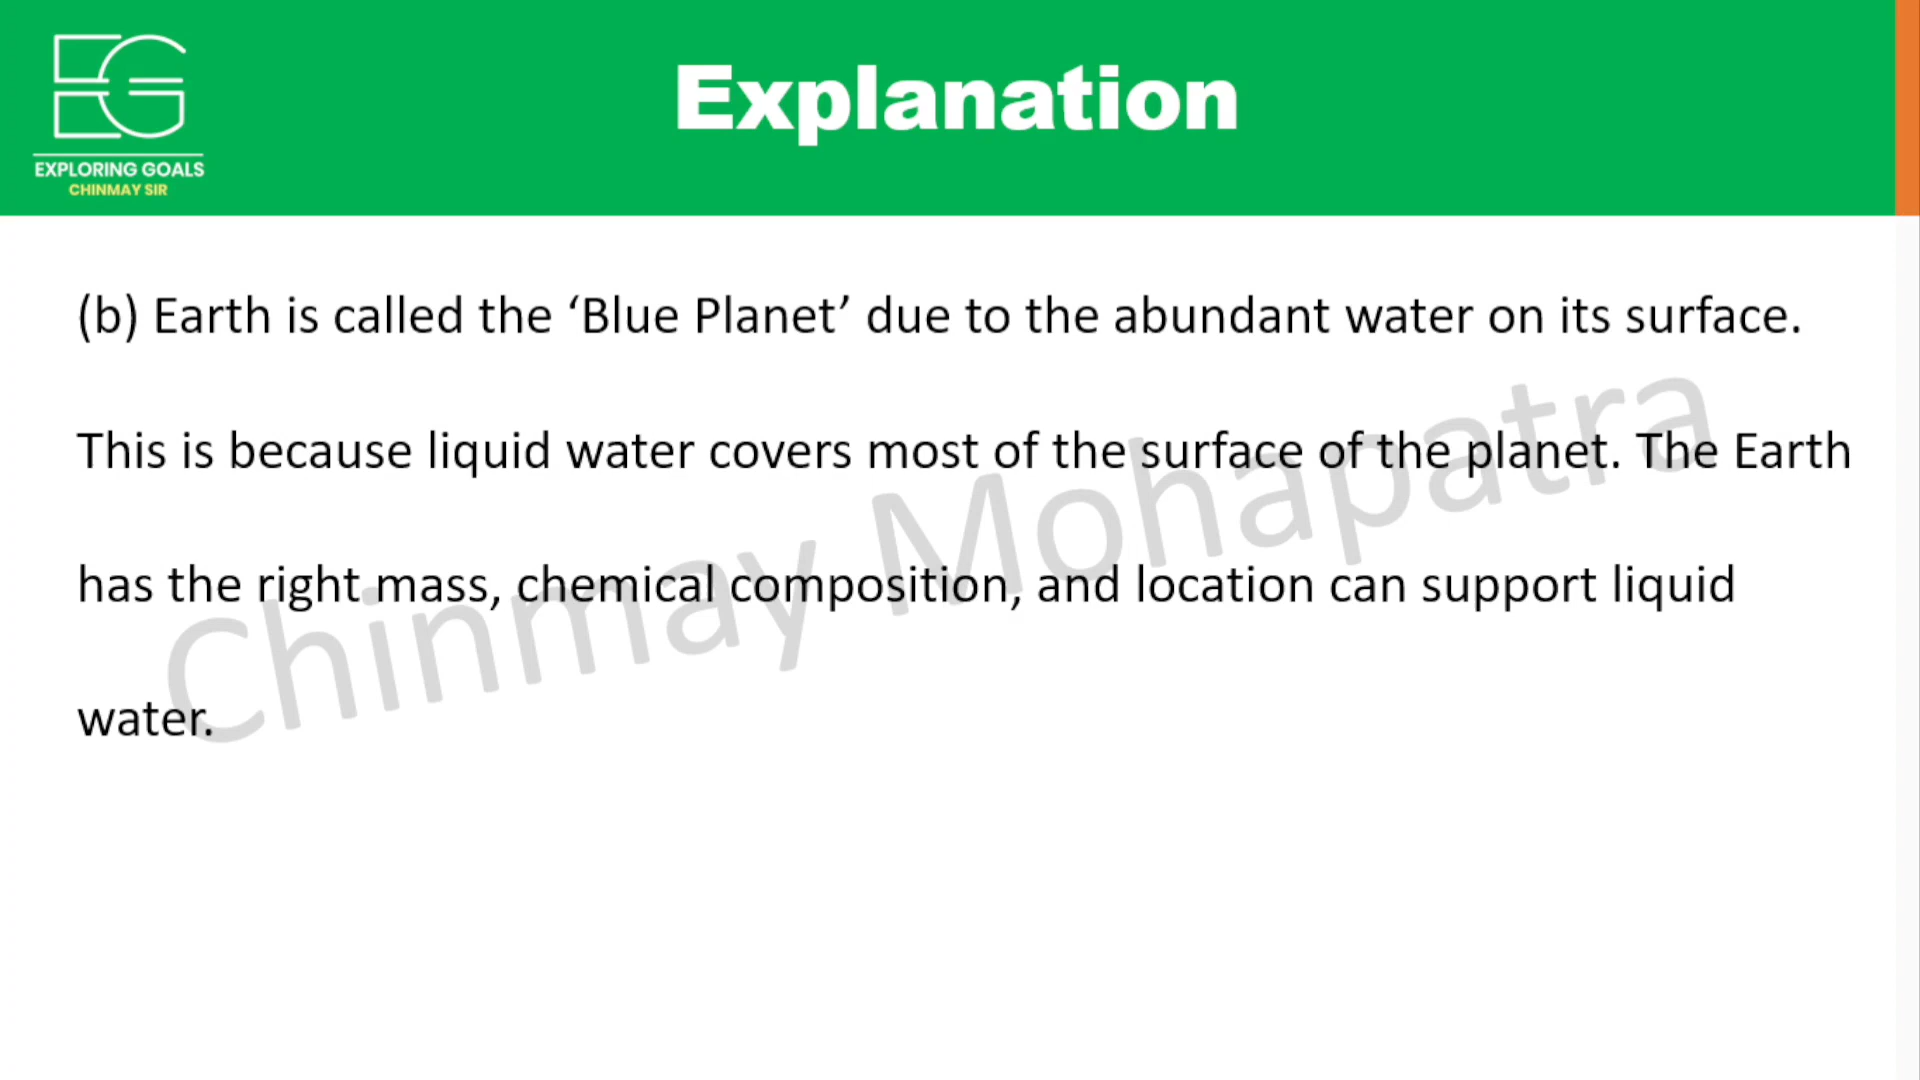 EG
EXPLORING GOALS
CHINMAY SIR
Explanation
(b) Earth is called the ‘Blue Planet’ due to the abundant water on its surface.
This is because liquid water covers most of the surface of the planet. The Earth
has the right mass, chemical composition, and location can support liquid
water.
Chinmay Mohapatra